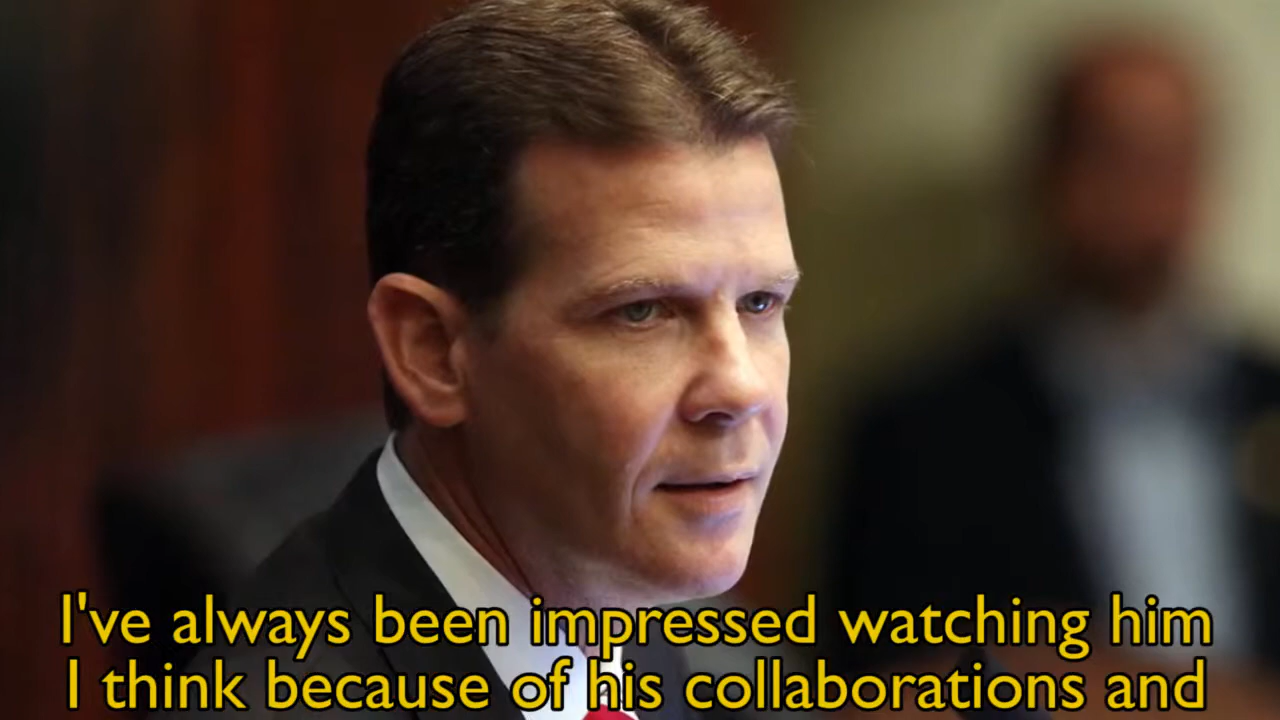 I've always been impressed watching him
I think because of his collaborations and